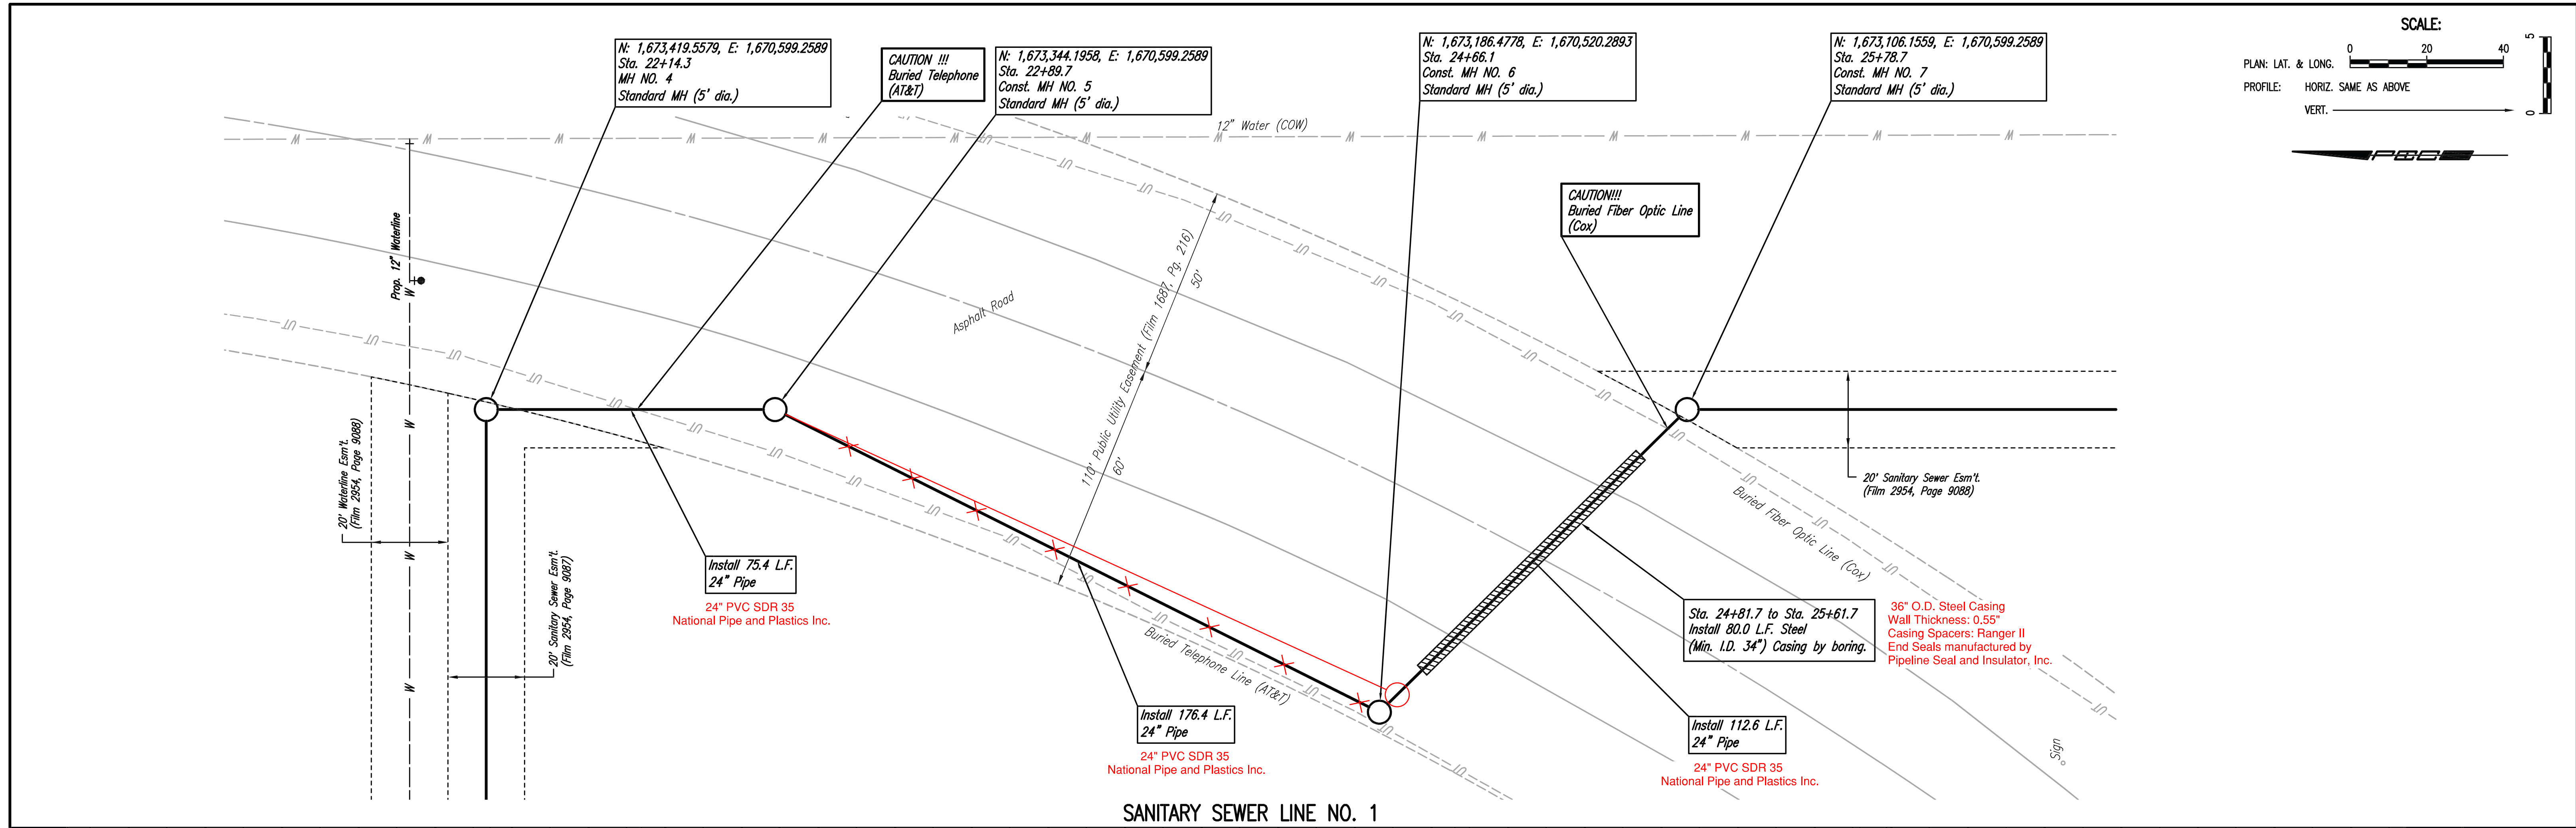 SCALE:
0 20 40
PLAN: LAT. & LONG.
PROFILE: HORIZ. SAME AS ABOVE
VERT.
5
0
PEC
N: 1,673,419.5579, E: 1,670,599.2589
Sta. 22+14.3
MH NO. 4
Standard MH (5' dia.)
CAUTION !!!
Buried Telephone
(AT&T)
N: 1,673,344.1958, E: 1,670,599.2589
Sta. 22+89.7
Const. MH NO. 5
Standard MH (5' dia.)
N: 1,673,186.4778, E: 1,670,520.2893
Sta. 24+66.1
Const. MH NO. 6
Standard MH (5' dia.)
N: 1,673,106.1559, E: 1,670,599.2589
Sta. 25+78.7
Const. MH NO. 7
Standard MH (5' dia.)
12" Water (COW)
CAUTION!!!
Buried Fiber Optic Line
(Cox)
Prop. 12" Waterline
Asphalt Road
110' Public Utility Easement (Film 1687, Pg. 216)
50'
60'
20' Waterline Esm't.
(Film 2954, Page 9088)
20' Sanitary Sewer Esm't.
(Film 2954, Page 9087)
20' Sanitary Sewer Esm't.
(Film 2954, Page 9088)
Buried Fiber Optic Line (Cox)
Install 75.4 L.F.
24" Pipe
24" PVC SDR 35
National Pipe and Plastics Inc.
Sta. 24+81.7 to Sta. 25+61.7
Install 80.0 L.F. Steel
(Min. I.D. 34") Casing by boring.
36" O.D. Steel Casing
Wall Thickness: 0.55"
Casing Spacers: Ranger II
End Seals manufactured by
Pipeline Seal and Insulator, Inc.
Buried Telephone Line (AT&T)
Install 176.4 L.F.
24" Pipe
24" PVC SDR 35
National Pipe and Plastics Inc.
Install 112.6 L.F.
24" Pipe
24" PVC SDR 35
National Pipe and Plastics Inc.
Sign
SANITARY SEWER LINE NO. 1